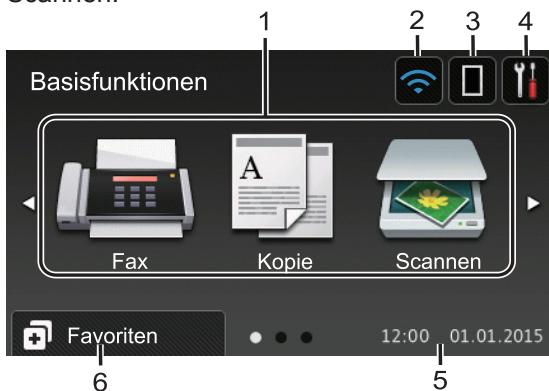 Scannen.
1 2 3 4
Basisfunktionen
A
Fax Kopie Scannen
Favoriten 12:00 01.01.2015
6 5